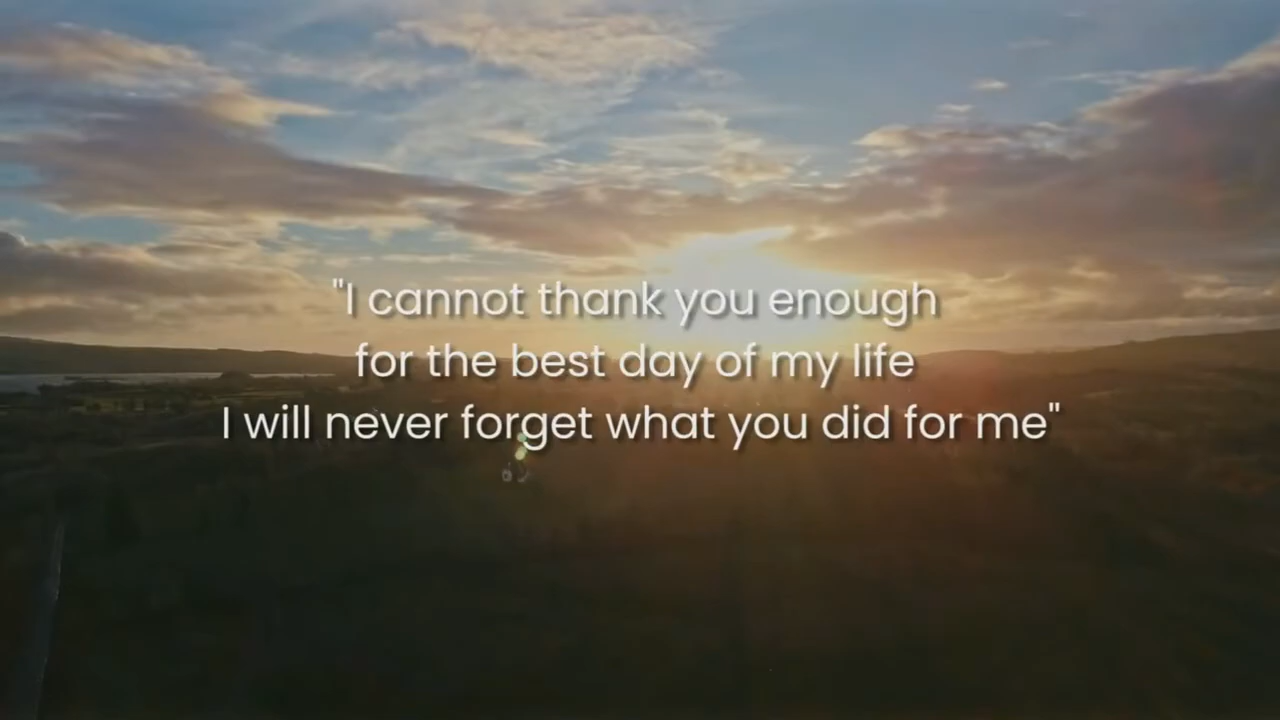 "I cannot thank you enough
for the best day of my life
I will never forget what you did for me"